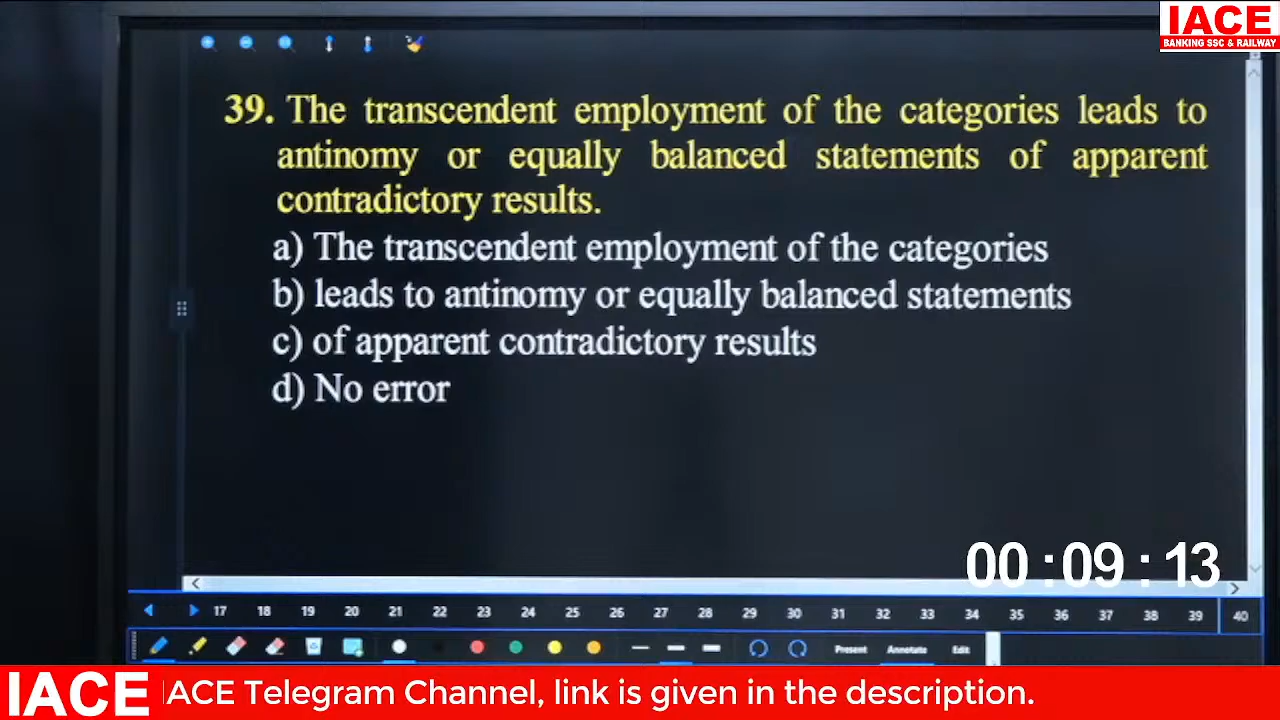 IACE
BANKING SSC & RAILWAY
39. The transcendent employment of the categories leads to
antinomy or equally balanced statements of apparent
contradictory results.
a) The transcendent employment of the categories
b) leads to antinomy or equally balanced statements
c) of apparent contradictory results
d) No error
00 : 09 : 13
17 18 19 20 21 22 23 24 25 26 27 28 29 30 31 32 33 34 35 36 37 38 39 40
Present Annotate Edit
IACE IACE Telegram Channel, link is given in the description.